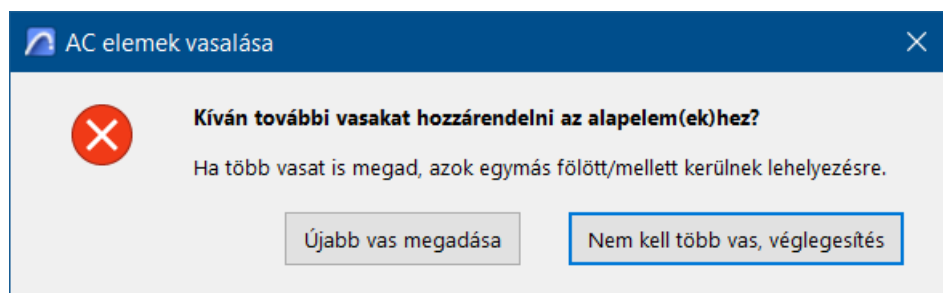 AC elemek vasalása
Kíván további vasakat hozzárendelni az alapelem(ek)hez?
Ha több vasat is megad, azok egymás fölött/mellett kerülnek lehelyezésre.
Újabb vas megadása
Nem kell több vas, véglegesítés